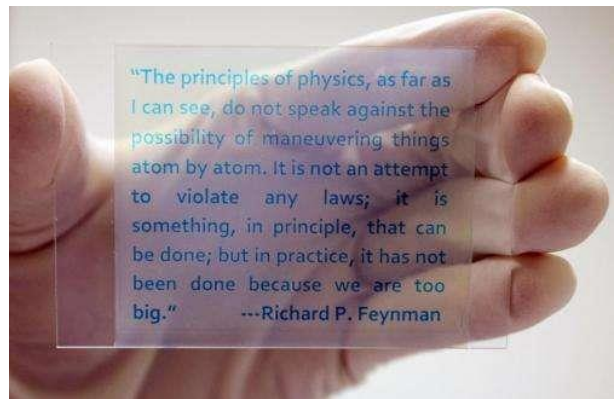 “The principles of physics, as far as
I can see, do not speak against the
possibility of maneuvering things
atom by atom. It is not an attempt
to violate any laws; it is
something, in principle, that can
be done; but in practice, it has not
been done because we are too
big.“ ---Richard P. Feynman